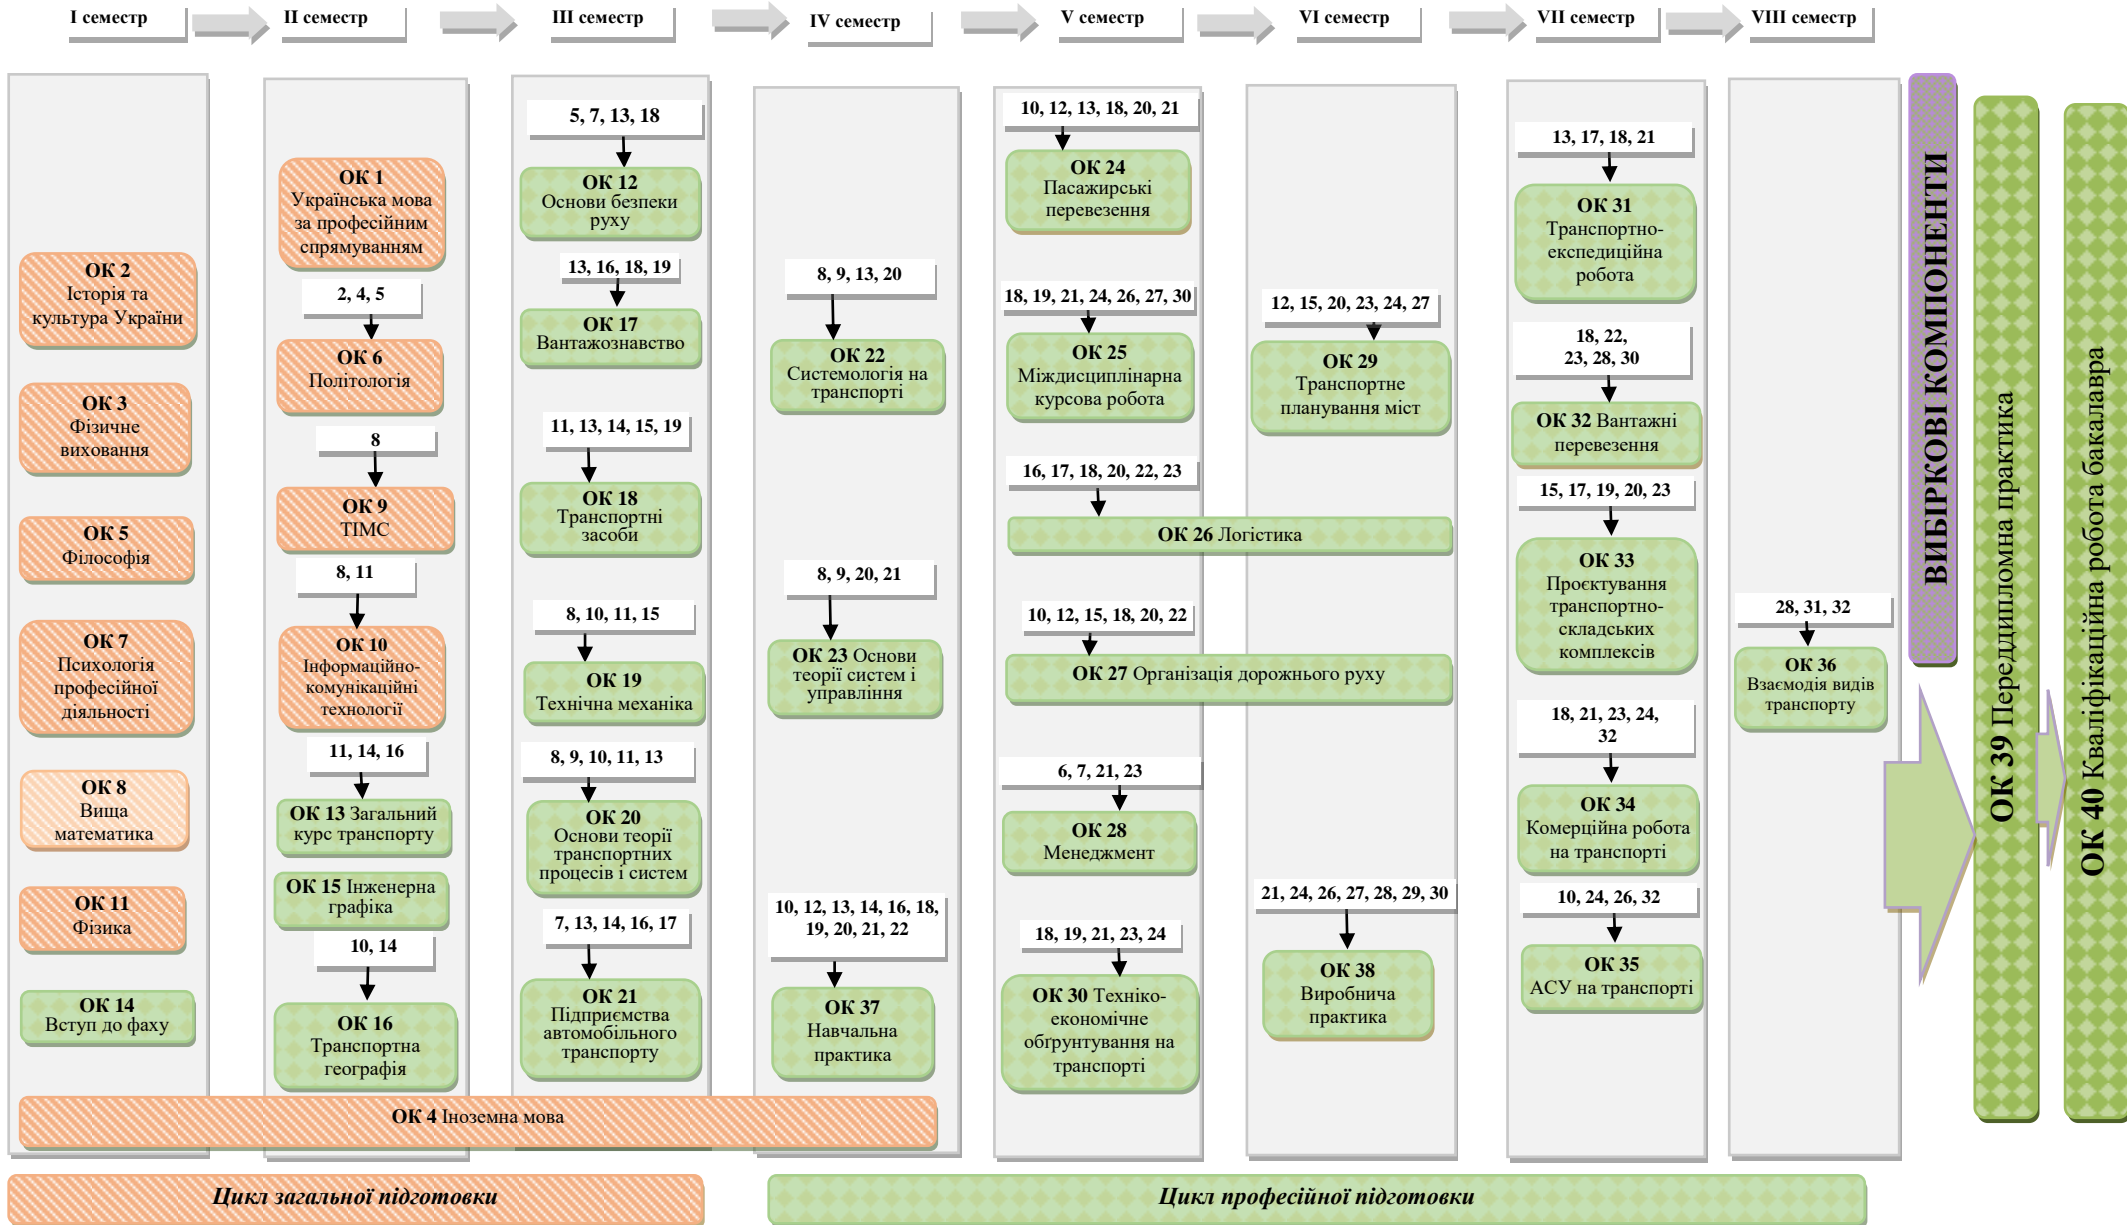 I семестр
II семестр
III семестр
IV семестр
V семестр
VI семестр
VII семестр
VIII семестр
ОК 2
Історія та
культура України
ОК 3
Фізичне
виховання
ОК 5
Філософія
ОК 7
Психологія
професійної
діяльності
ОК 8
Вища
математика
ОК 11
Фізика
ОК 14
Вступ до фаху
ОК 1
Українська мова
за професійним
спрямуванням
2, 4, 5
ОК 6
Політологія
8
ОК 9
ТІМС
8, 11
ОК 10
Інформаційно-
комунікаційні
технології
11, 14, 16
ОК 13 Загальний
курс транспорту
ОК 15 Інженерна
графіка
10, 14
ОК 16
Транспортна
географія
5, 7, 13, 18
ОК 12
Основи безпеки
руху
13, 16, 18, 19
ОК 17
Вантажознавство
11, 13, 14, 15, 19
ОК 18
Транспортні
засоби
8, 10, 11, 15
ОК 19
Технічна механіка
8, 9, 10, 11, 13
ОК 20
Основи теорії
транспортних
процесів і систем
7, 13, 14, 16, 17
ОК 21
Підприємства
автомобільного
транспорту
8, 9, 13, 20
ОК 22
Системологія на
транспорті
8, 9, 20, 21
ОК 23 Основи
теорії систем і
управління
10, 12, 13, 14, 16, 18,
19, 20, 21, 22
ОК 37
Навчальна
практика
ОК 4 Іноземна мова
10, 12, 13, 18, 20, 21
ОК 24
Пасажирські
перевезення
18, 19, 21, 24, 26, 27, 30
ОК 25
Міждисциплінарна
курсова робота
16, 17, 18, 20, 22, 23
ОК 26 Логістика
10, 12, 15, 18, 20, 22
ОК 27 Організація дорожнього руху
6, 7, 21, 23
ОК 28
Менеджмент
18, 19, 21, 23, 24
ОК 30 Техніко-
економічне
обґрунтування на
транспорті
12, 15, 20, 23, 24, 27
ОК 29
Транспортне
планування міст
21, 24, 26, 27, 28, 29, 30
ОК 38
Виробнича
практика
13, 17, 18, 21
ОК 31
Транспортно-
експедиційна
робота
18, 22,
23, 28, 30
ОК 32 Вантажні
перевезення
15, 17, 19, 20, 23
ОК 33
Проєктування
транспортно-
складських
комплексів
18, 21, 23, 24,
32
ОК 34
Комерційна робота
на транспорті
10, 24, 26, 32
ОК 35
АСУ на транспорті
28, 31, 32
ОК 36
Взаємодія видів
транспорту
ВИБІРКОВІ КОМПІОНЕНТИ
ОК 39 Переддипломна практика
ОК 40 Кваліфікаційна робота бакалавра
Цикл загальної підготовки
Цикл професійної підготовки